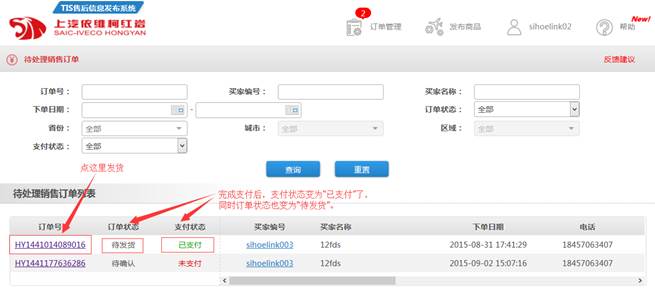 TIS售后信息发布系统
上汽依维柯红岩
SAIC-IVECO HONGYAN
2
订单管理
发布商品
sihoelink02
帮助
New!
待处理销售订单
反馈建议
订单号：
买家编号：
买家名称：
下单日期：
-
订单状态：
全部
省份：
全部
城市：
全部
区域：
全部
支付状态：
全部
点这里发货
查询
重置
完成支付后，支付状态变为“已支付”了，
同时订单状态也变为“待发货”。
待处理销售订单列表
订单号 订单状态 支付状态 买家编号 买家名称 下单日期 电话
HY1441014089016 待发货 已支付 sihoelink003 12fds 2015-08-31 17:41:29 18457063407
HY1441177636286 待确认 未支付 sihoelink003 12fds 2015-09-02 15:07:16 18457063407